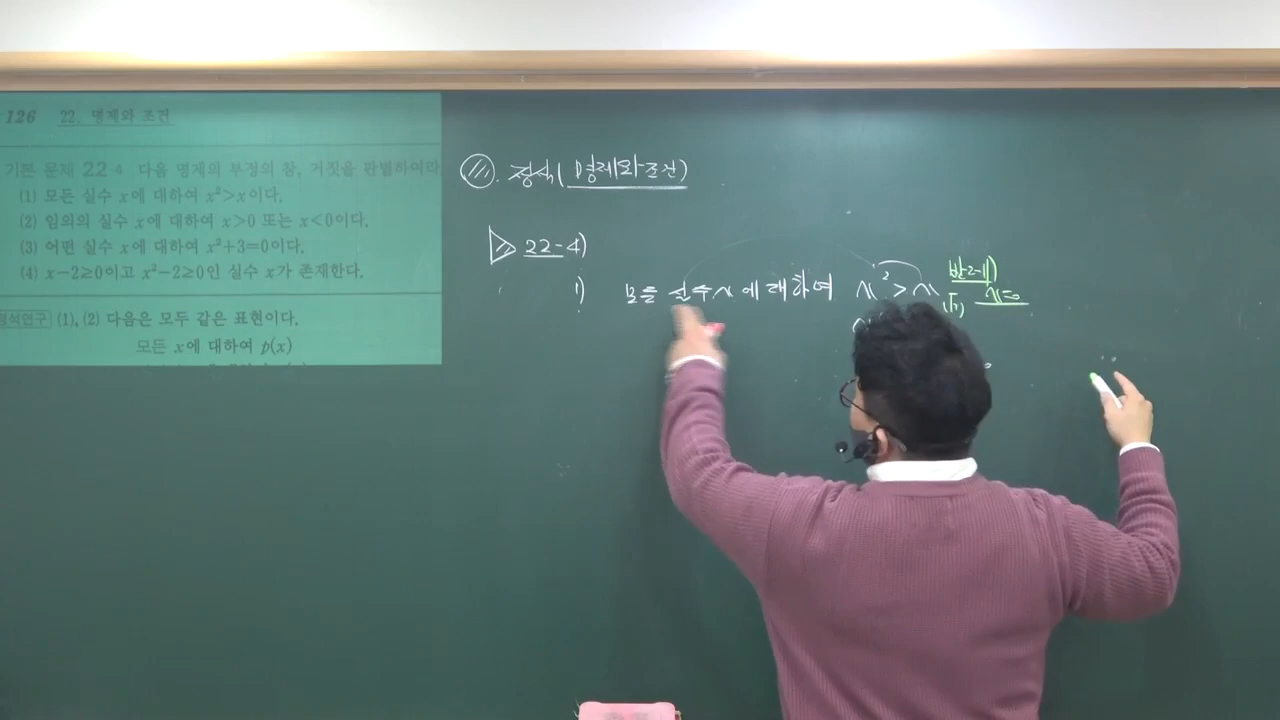 126 22. 명제와 조건
기본 문제 22 4 다음 명제의 부정의 참, 거짓을 판별하여라
(1) 모든 실수 x에 대하여 x²>x이다.
(2) 임의의 실수 x에 대하여 x>0 또는 x<0이다.
(3) 어떤 실수 x에 대하여 x²+3=0이다.
(4) x−2≥0이고 x²−2≥0인 실수 x가 존재한다.
정석연구 (1), (2) 다음은 모두 같은 표현이다.
모든 x에 대하여 p(x)
정석(명제와조건)
22-4)
1) 모든 실수 x에 대하여 x²>x
x=0